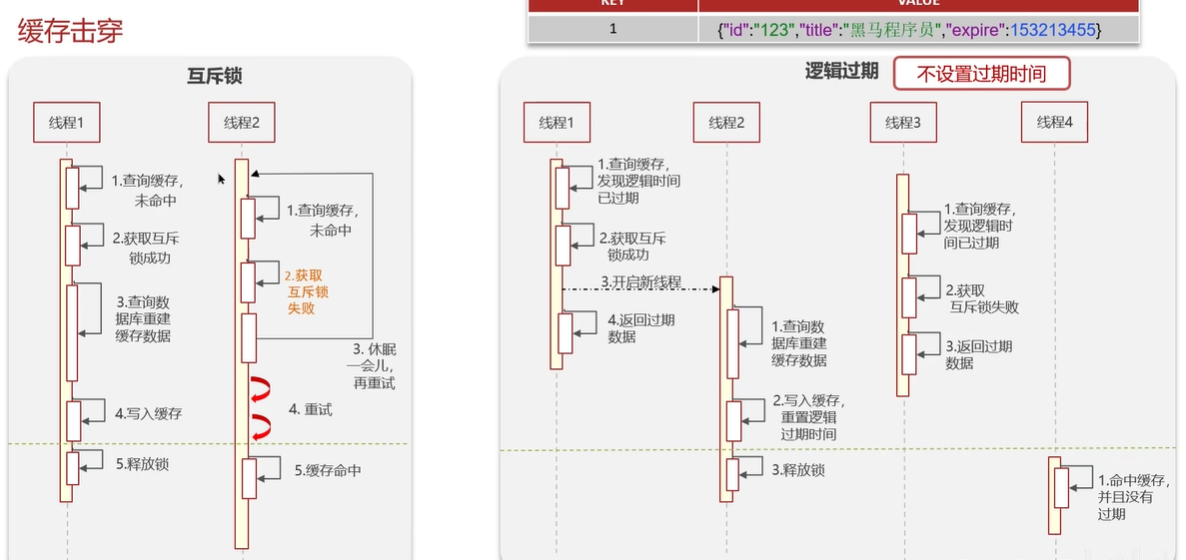 缓存击穿
KEY
VALUE
1
{"id":"123","title":"黑马程序员","expire":153213455}
互斥锁
线程1
线程2
1.查询缓存，
未命中
2.获取互斥
锁成功
3.查询数
据库重建
缓存数据
4.写入缓存
5.释放锁
1.查询缓存，
未命中
2.获取
互斥锁
失败
3. 休眠
一会儿，
再重试
4. 重试
5.缓存命中
逻辑过期
不设置过期时间
线程1
线程2
线程3
线程4
1.查询缓存，
发现逻辑时间
已过期
2.获取互斥
锁成功
3.开启新线程
4.返回过期
数据
1.查询数
据库重建
缓存数据
2.写入缓存，
重置逻辑
过期时间
3.释放锁
1.查询缓存，
发现逻辑时
间已过期
2.获取
互斥锁失败
3.返回过期
数据
1.命中缓存，
并且没有
过期